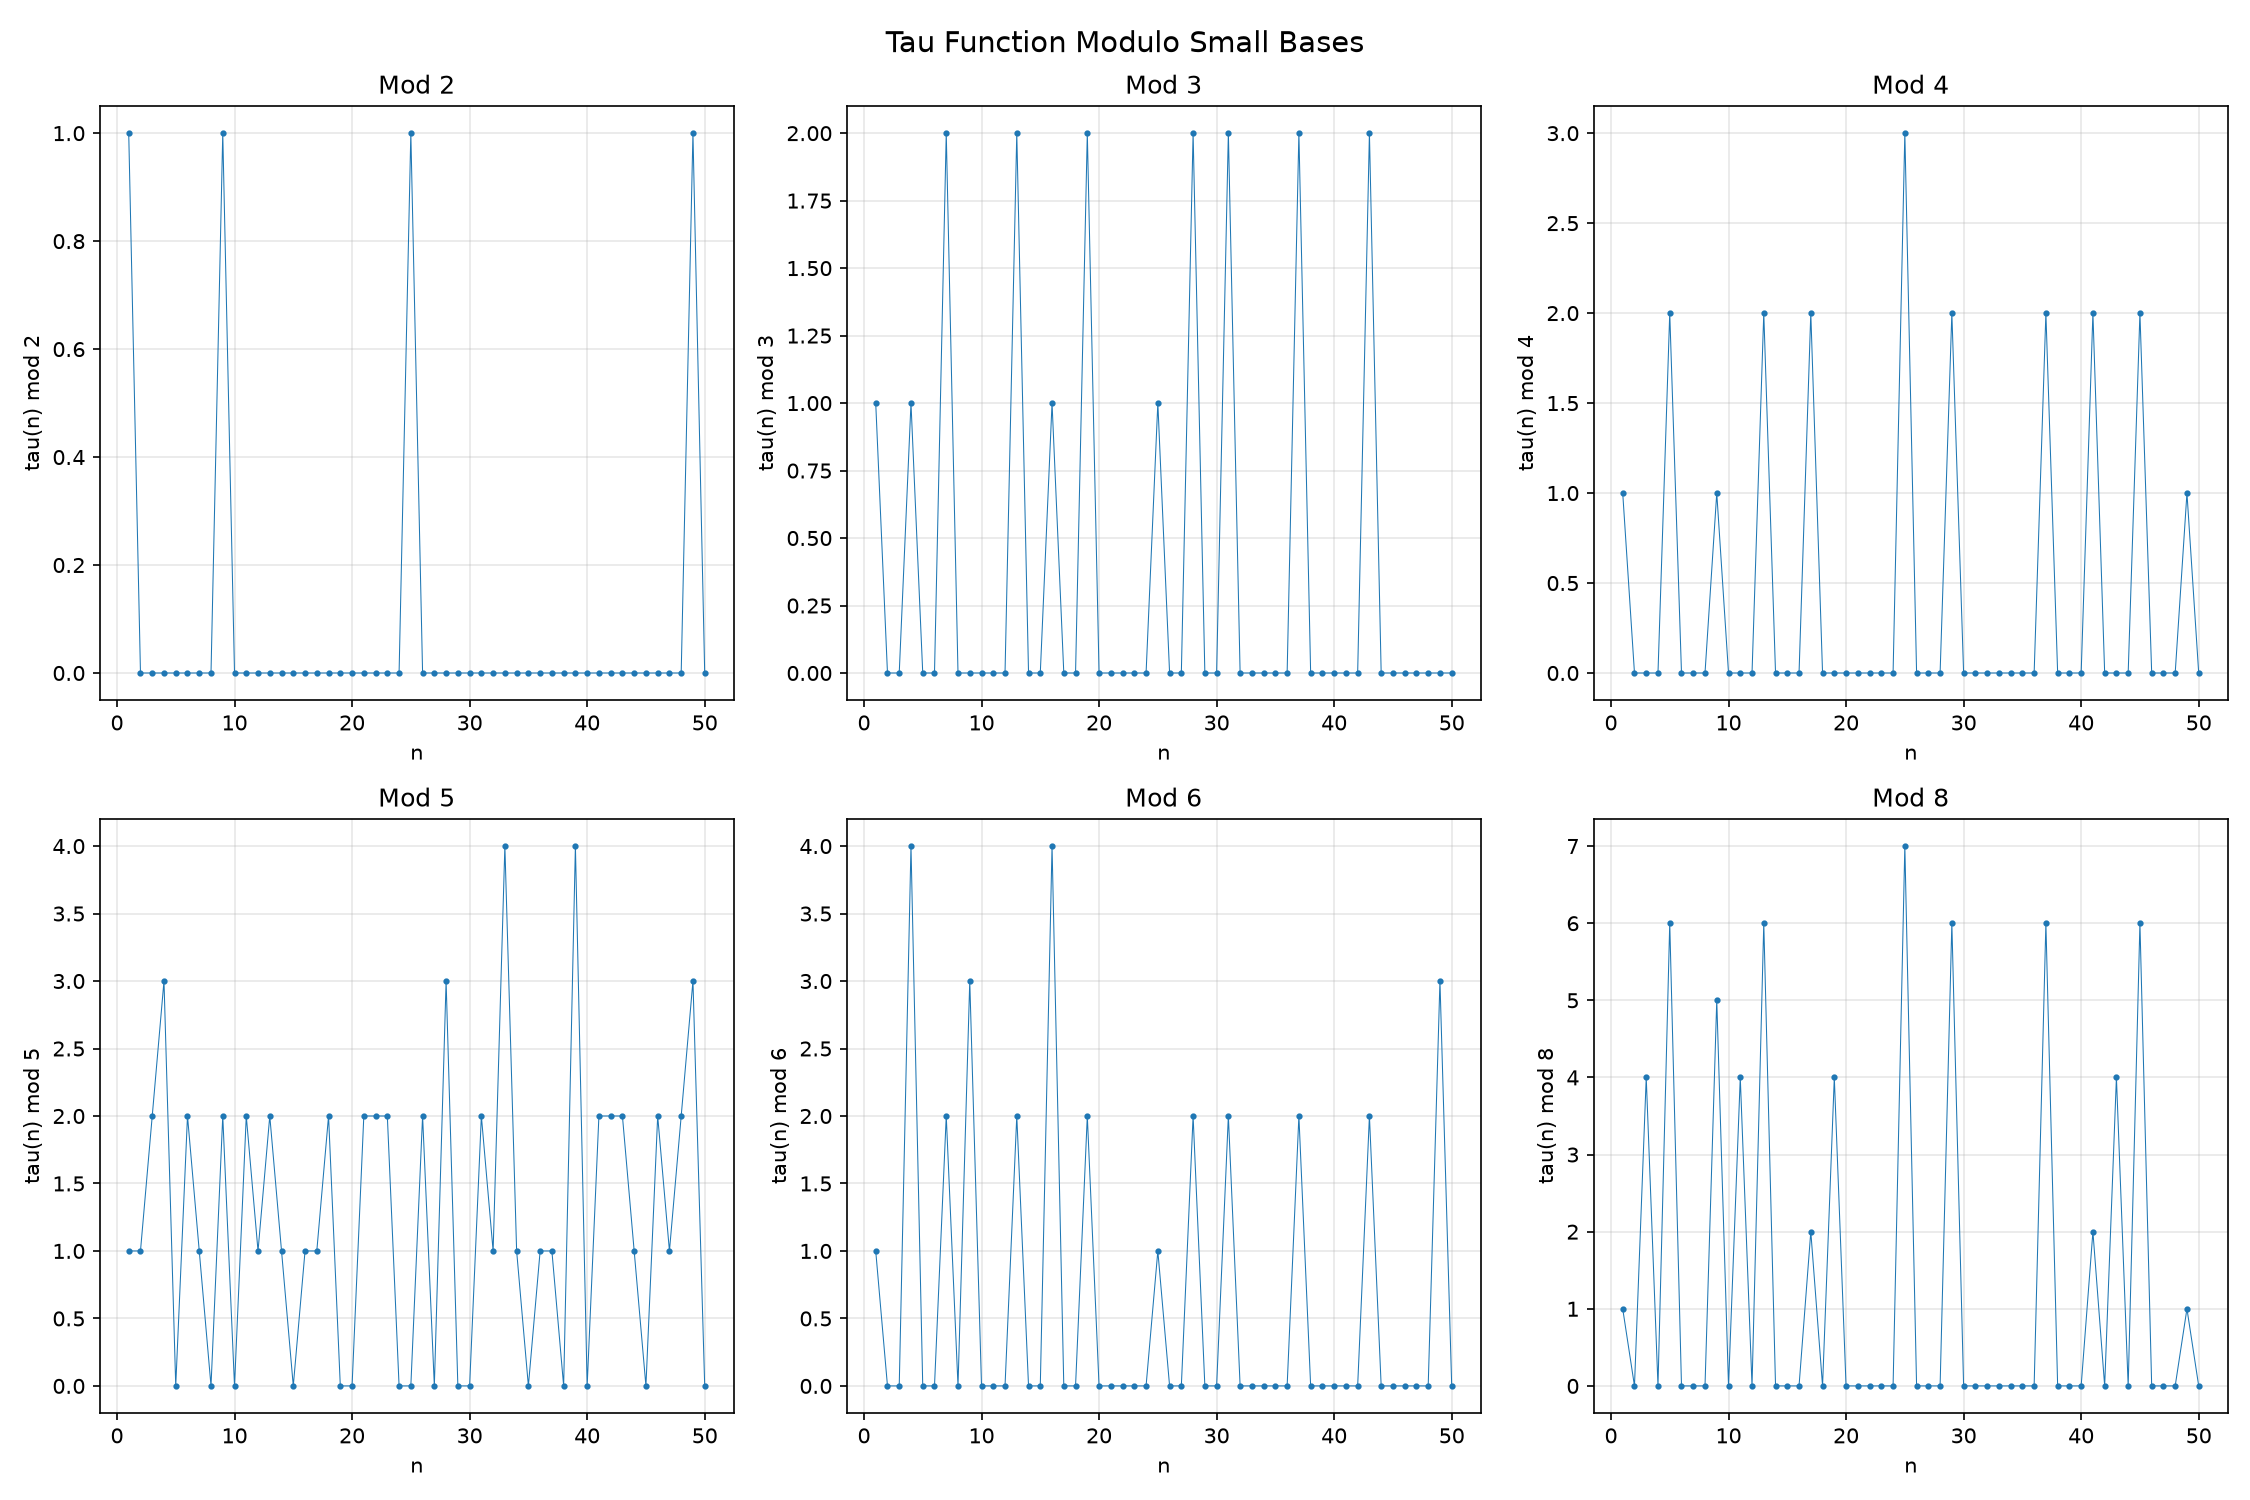 Tau Function Modulo Small Bases
Mod 2
1.0
0.8
0.6
0.4
0.2
0.0
tau(n) mod 2
0 10 20 30 40 50
n
Mod 3
2.00
1.75
1.50
1.25
1.00
0.75
0.50
0.25
0.00
tau(n) mod 3
0 10 20 30 40 50
n
Mod 4
3.0
2.5
2.0
1.5
1.0
0.5
0.0
tau(n) mod 4
0 10 20 30 40 50
n
Mod 5
4.0
3.5
3.0
2.5
2.0
1.5
1.0
0.5
0.0
tau(n) mod 5
0 10 20 30 40 50
n
Mod 6
4.0
3.5
3.0
2.5
2.0
1.5
1.0
0.5
0.0
tau(n) mod 6
0 10 20 30 40 50
n
Mod 8
7
6
5
4
3
2
1
0
tau(n) mod 8
0 10 20 30 40 50
n